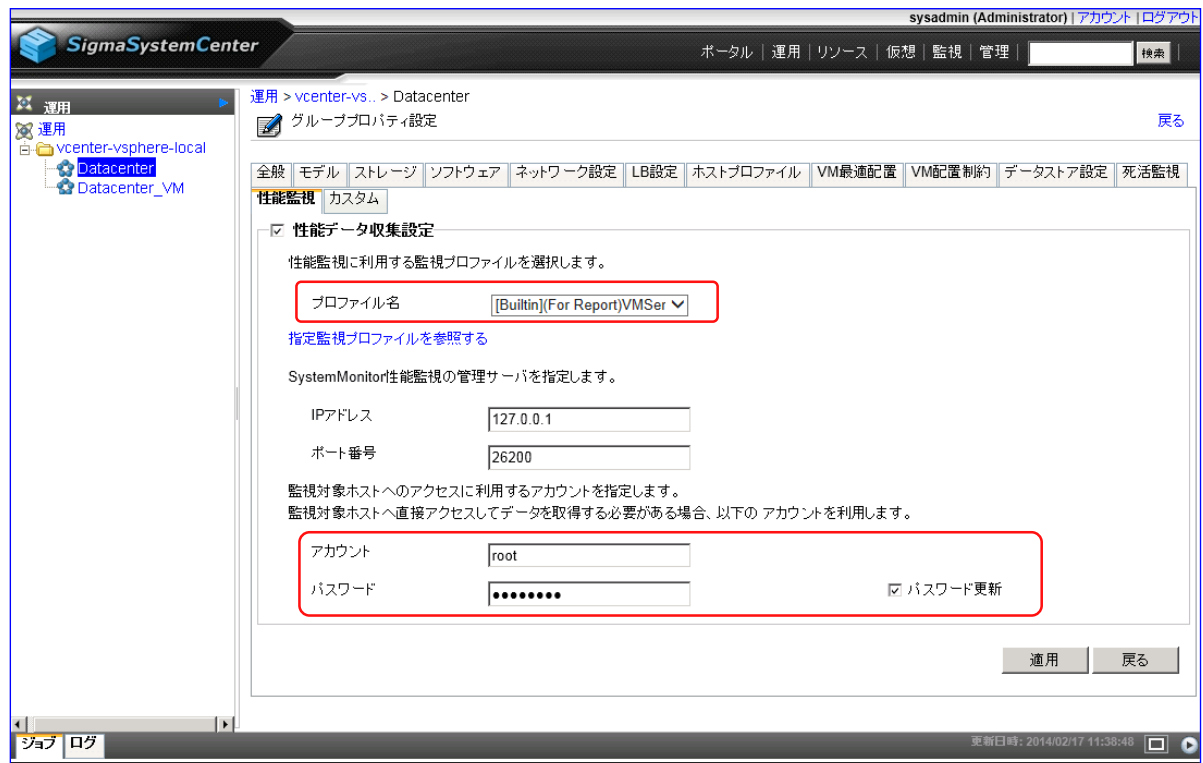 sysadmin (Administrator) | アカウント | ログアウト
SigmaSystemCenter
ポータル | 運用 | リソース | 仮想 | 監視 | 管理 | 検索 |
運用
運用
vcenter-vsphere-local
Datacenter
Datacenter_VM
運用 > vcenter-vs.. > Datacenter
グループプロパティ設定
戻る
全般 モデル ストレージ ソフトウェア ネットワーク設定 LB設定 ホストプロファイル VM最適配置 VM配置制約 データストア設定 死活監視
性能監視 カスタム
性能データ収集設定
性能監視に利用する監視プロファイルを選択します。
プロファイル名 [Builtin](For Report)VMSer
指定監視プロファイルを参照する
SystemMonitor性能監視の管理サーバを指定します。
IPアドレス 127.0.0.1
ポート番号 26200
監視対象ホストへのアクセスに利用するアカウントを指定します。
監視対象ホストへ直接アクセスしてデータを取得する必要がある場合、以下の アカウントを利用します。
アカウント root
パスワード ●●●●●●●● パスワード更新
適用 戻る
ジョブ ログ
更新日時: 2014/02/17 11:38:48